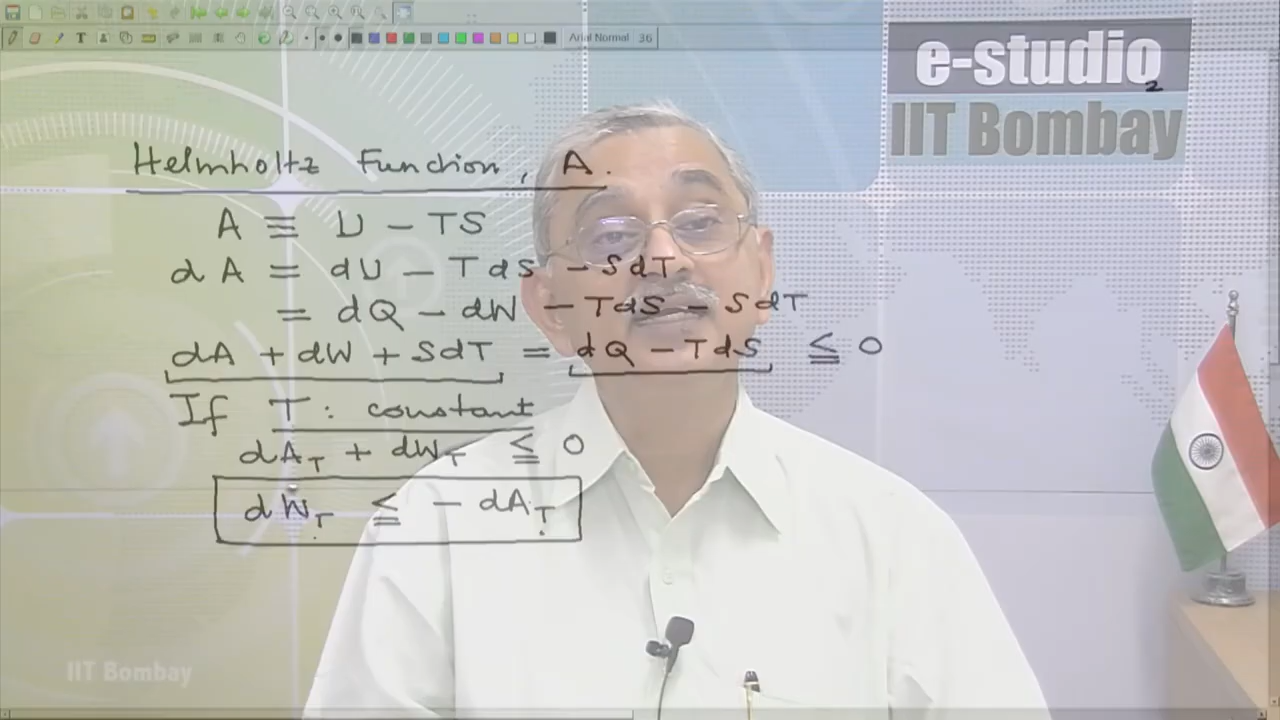 Arial Normal 36
e-studio
2
IIT Bombay
Helmholtz Function, A.
A ≡ U - TS
dA = dU - TdS - SdT
= dQ - dW - TdS - SdT
dA + dW + SdT = dQ - TdS ≦ 0
If T: constant
dA_T + dW_T ≦ 0
dW_T ≦ - dA_T
IIT Bombay